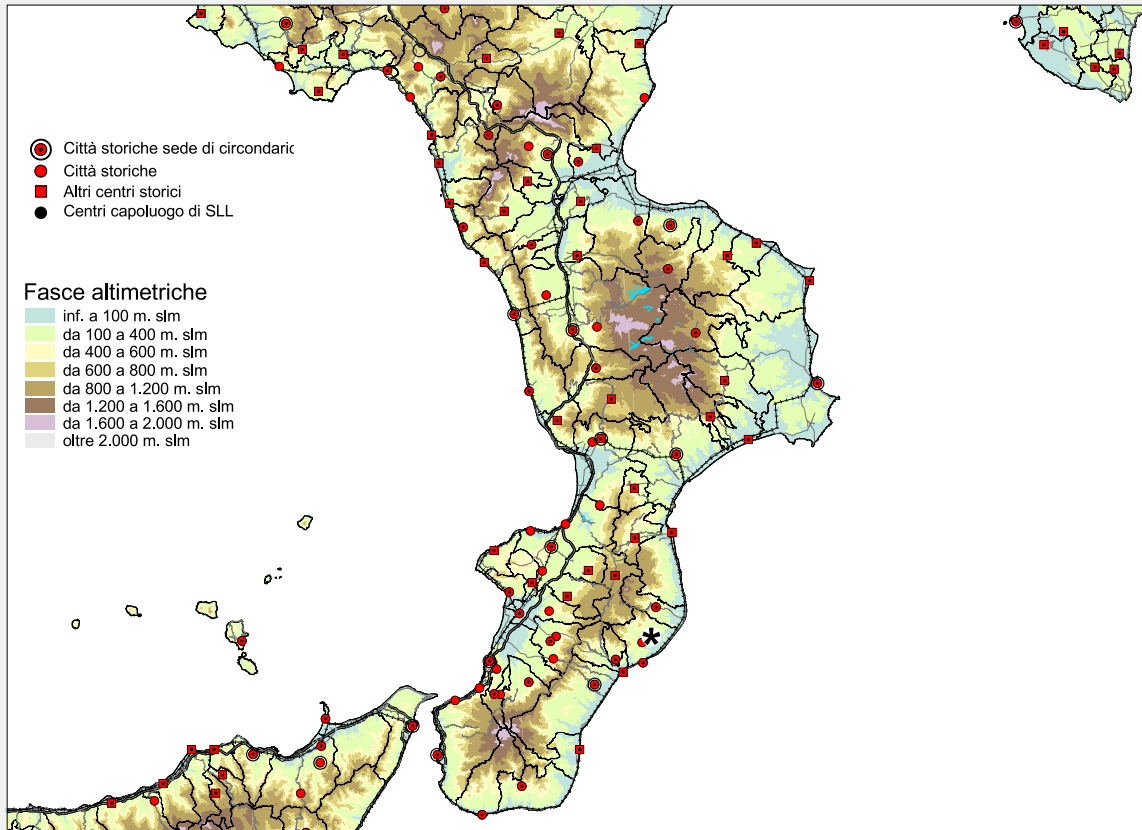 Città storiche sede di circondario
Città storiche
Altri centri storici
Centri capoluogo di SLL
Fasce altimetriche
inf. a 100 m. slm
da 100 a 400 m. slm
da 400 a 600 m. slm
da 600 a 800 m. slm
da 800 a 1.200 m. slm
da 1.200 a 1.600 m. slm
da 1.600 a 2.000 m. slm
oltre 2.000 m. slm
*